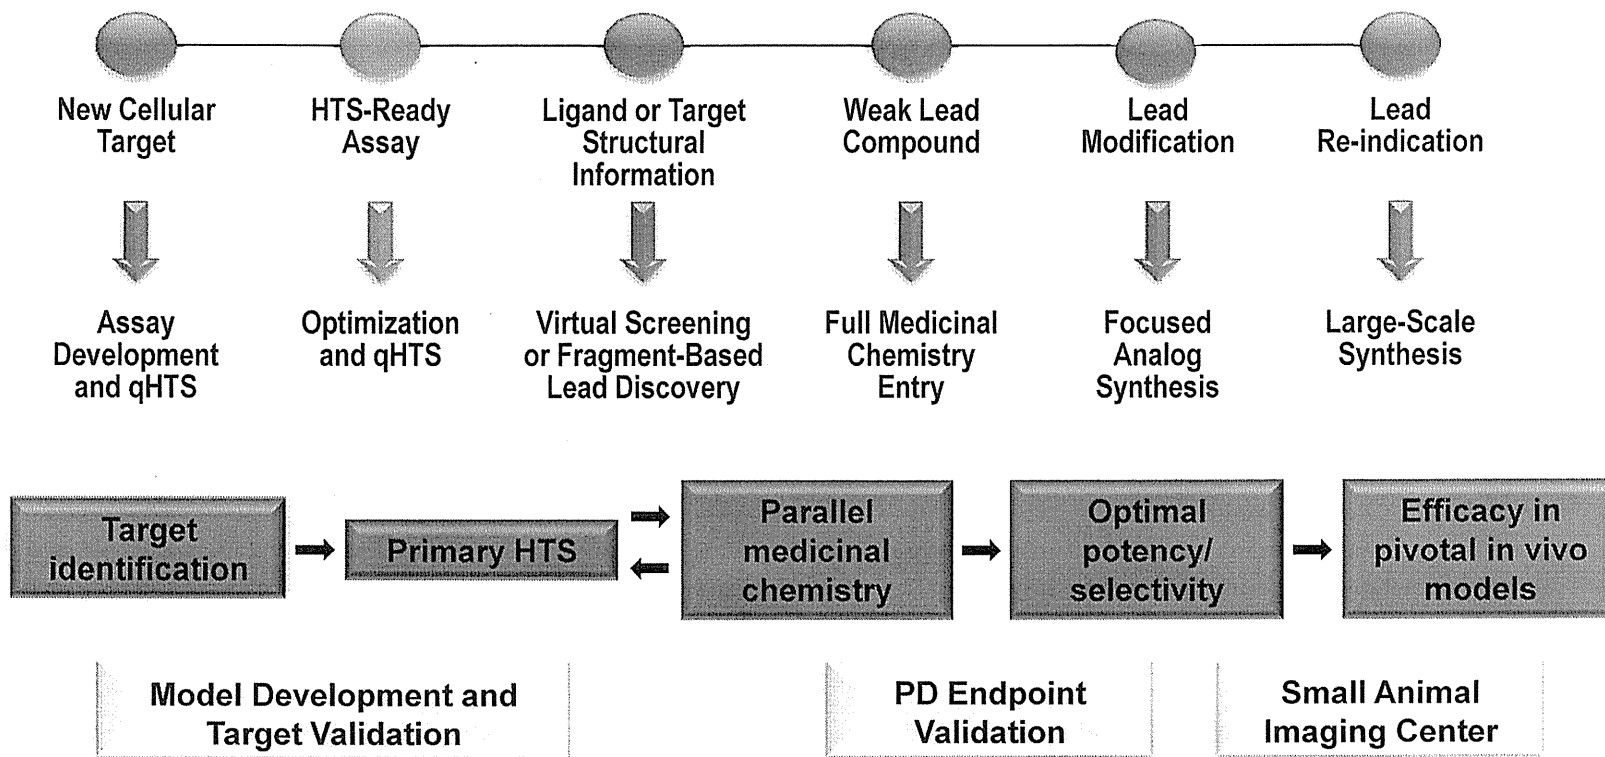 New Cellular
Target
HTS-Ready
Assay
Ligand or Target
Structural
Information
Weak Lead
Compound
Lead
Modification
Lead
Re-indication
Assay
Development
and qHTS
Optimization
and qHTS
Virtual Screening
or Fragment-Based
Lead Discovery
Full Medicinal
Chemistry
Entry
Focused
Analog
Synthesis
Large-Scale
Synthesis
Target
identification
Primary HTS
Parallel
medicinal
chemistry
Optimal
potency/
selectivity
Efficacy in
pivotal in vivo
models
Model Development and
Target Validation
PD Endpoint
Validation
Small Animal
Imaging Center